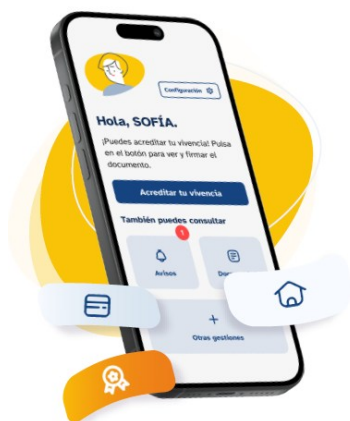 Configuración
Hola, SOFÍA.
¡Puedes acreditar tu vivencia! Pulsa
en el botón para ver y firmar el
documento.
Acreditar tu vivencia
También puedes consultar
1
Avisos
Otras gestiones